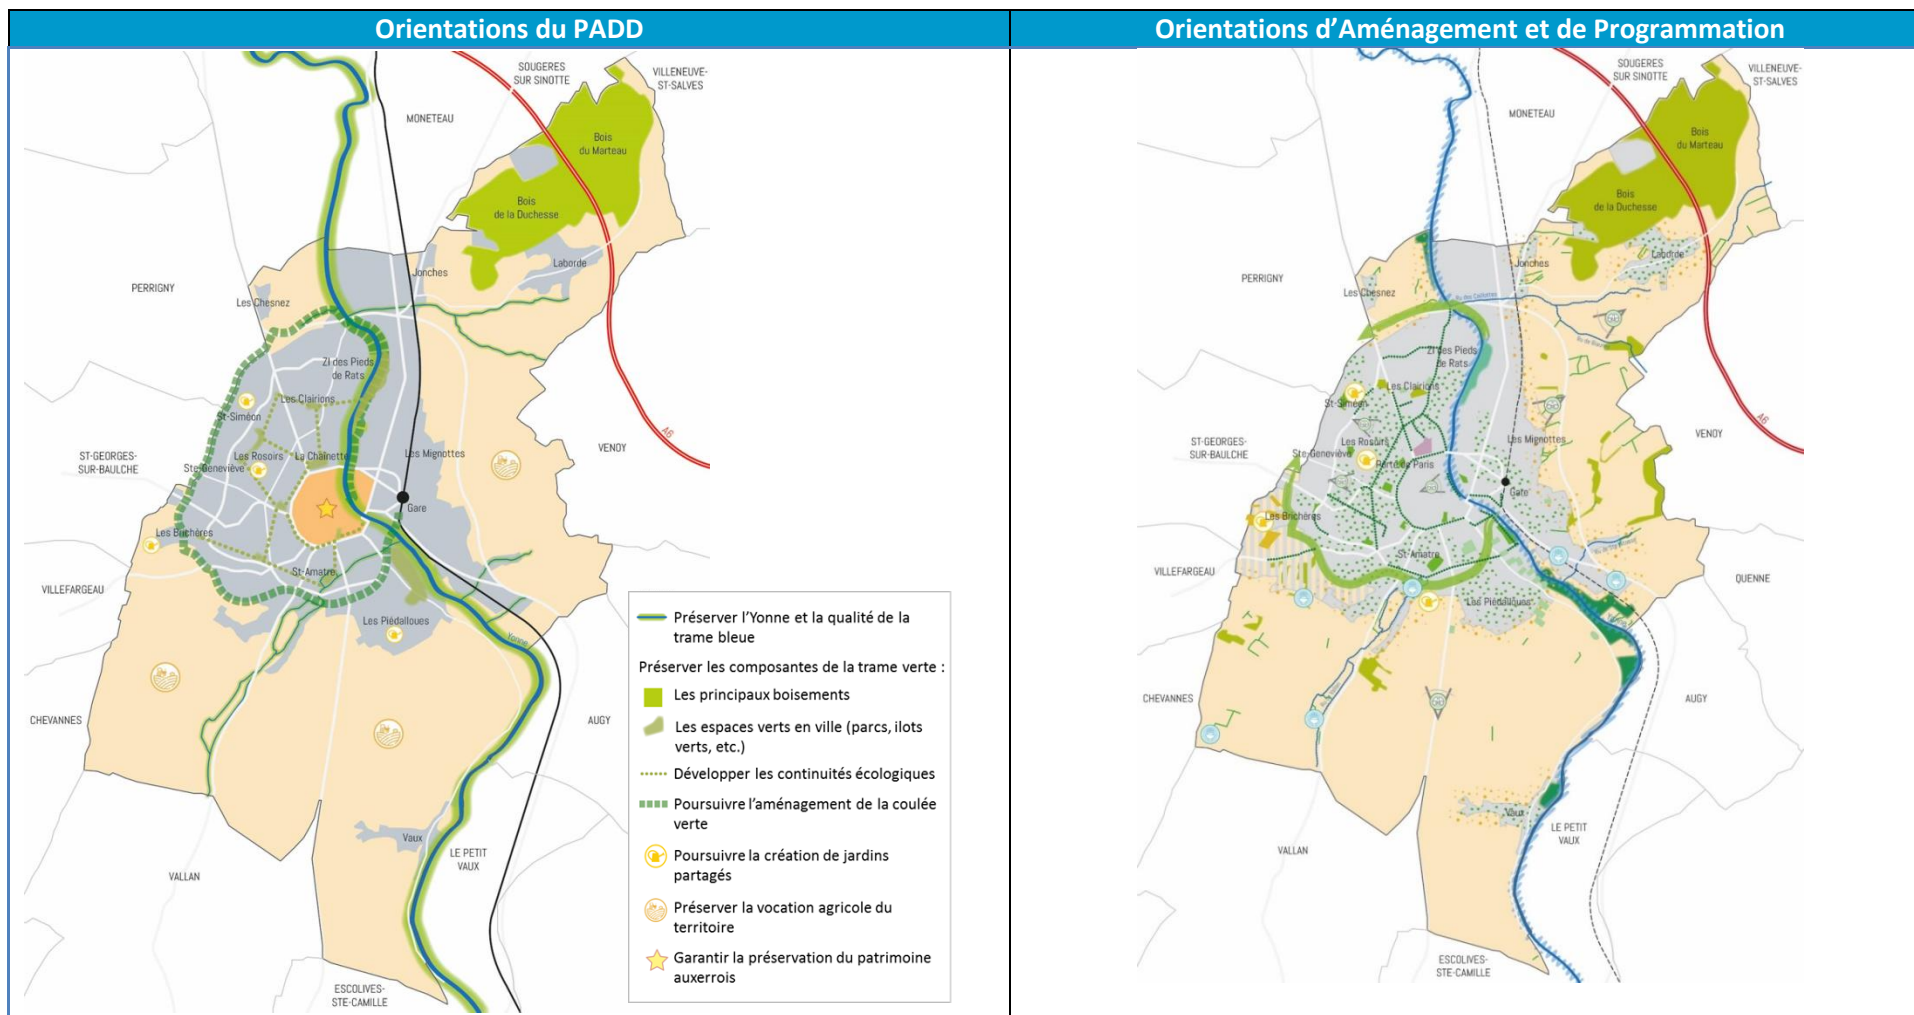 Orientations du PADD
Orientations d’Aménagement et de Programmation
SOUGERES
SUR SINOTTE
VILLENEUVE-
ST-SALVES
MONETEAU
Bois
du Marteau
Bois
de la Duchesse
Jonches
Laborde
PERRIGNY
Les Chesnez
ZI des Pieds
de Rats
Les Clairions
St-Siméon
A6
ST-GEORGES-
SUR-BAULCHE
Les Rosoirs
La Chaînette
Les Mignottes
VENOY
Ste-Geneviève
Gare
Les Brichères
St-Amatre
VILLEFARGEAU
Les Piédalloues
Yonne
CHEVANNES
AUGY
Vaux
LE PETIT
VAUX
VALLAN
ESCOLIVES-
STE-CAMILLE
Préserver l’Yonne et la qualité de la
trame bleue
Préserver les composantes de la trame verte :
Les principaux boisements
Les espaces verts en ville (parcs, ilots
verts, etc.)
Développer les continuités écologiques
Poursuivre l’aménagement de la coulée
verte
Poursuivre la création de jardins
partagés
Préserver la vocation agricole du
territoire
Garantir la préservation du patrimoine
auxerrois
SOUGERES
SUR SINOTTE
VILLENEUVE-
ST-SALVES
MONETEAU
Bois
du Marteau
Bois
de la Duchesse
Jonches
Laborde
PERRIGNY
Les Chesnez
ZI des Pieds
de Rats
Les Clairions
St-Siméon
A6
ST-GEORGES-
SUR-BAULCHE
Les Rosoirs
Les Mignottes
VENOY
Ste-Geneviève
Porte de Paris
Gare
Les Brichères
St-Amatre
VILLEFARGEAU
QUENNE
Les Piédalloues
CHEVANNES
AUGY
Vaux
LE PETIT
VAUX
VALLAN
ESCOLIVES-
STE-CAMILLE